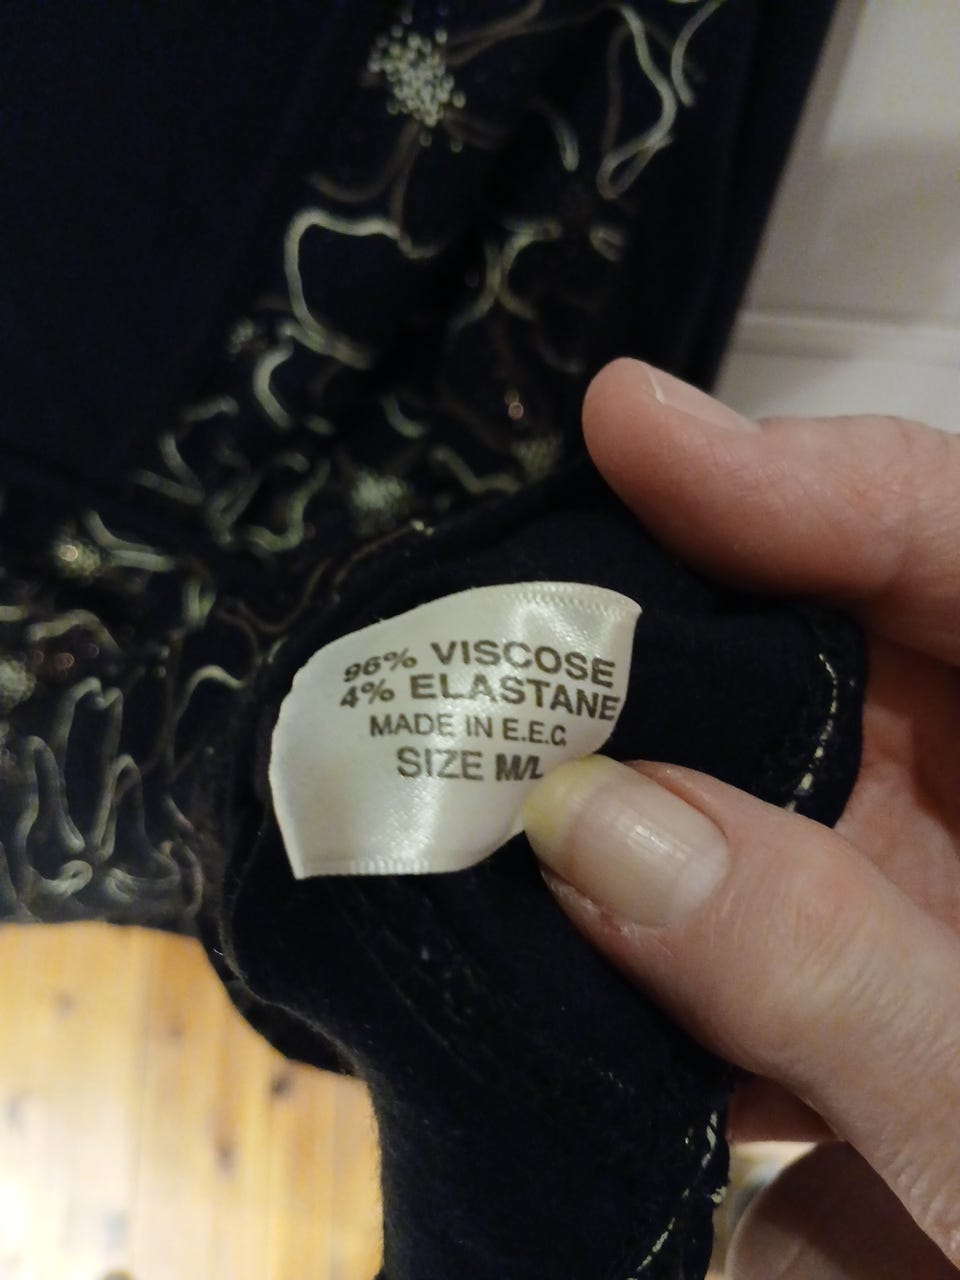 96% VISCOSE
4% ELASTANE
MADE IN E.E.C.
SIZE M/L